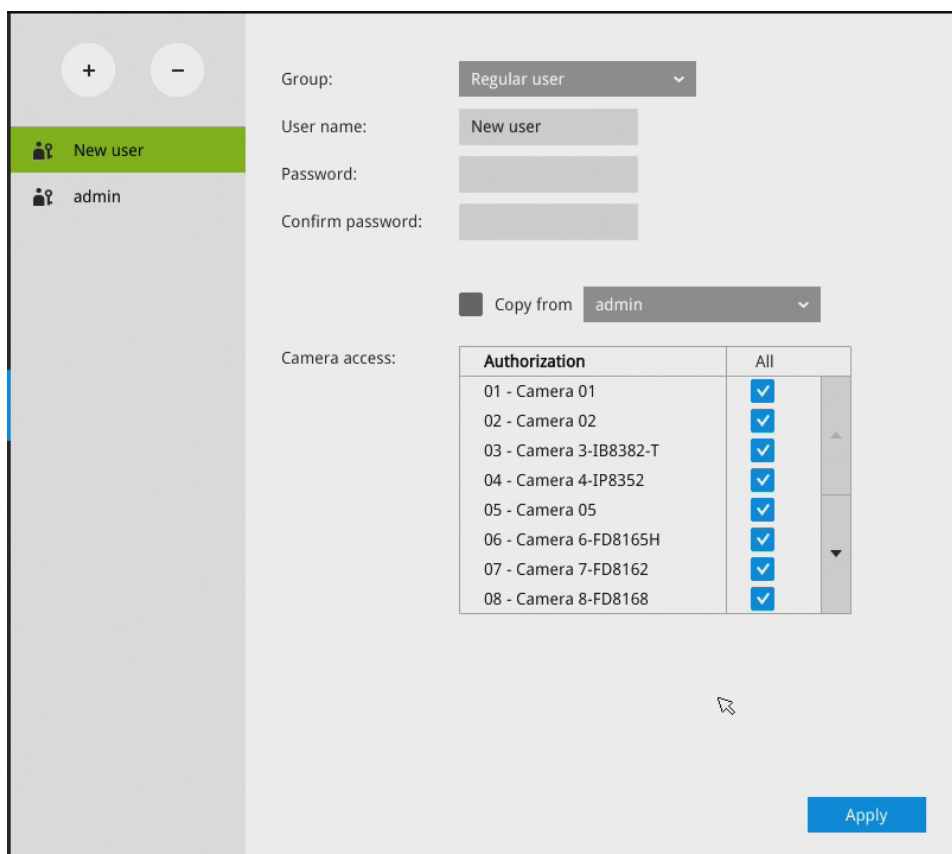 + −
New user
admin
Group: Regular user
User name: New user
Password:
Confirm password:
Copy from admin
Camera access:
Authorization All
01 - Camera 01
02 - Camera 02
03 - Camera 3-IB8382-T
04 - Camera 4-IP8352
05 - Camera 05
06 - Camera 6-FD8165H
07 - Camera 7-FD8162
08 - Camera 8-FD8168
Apply